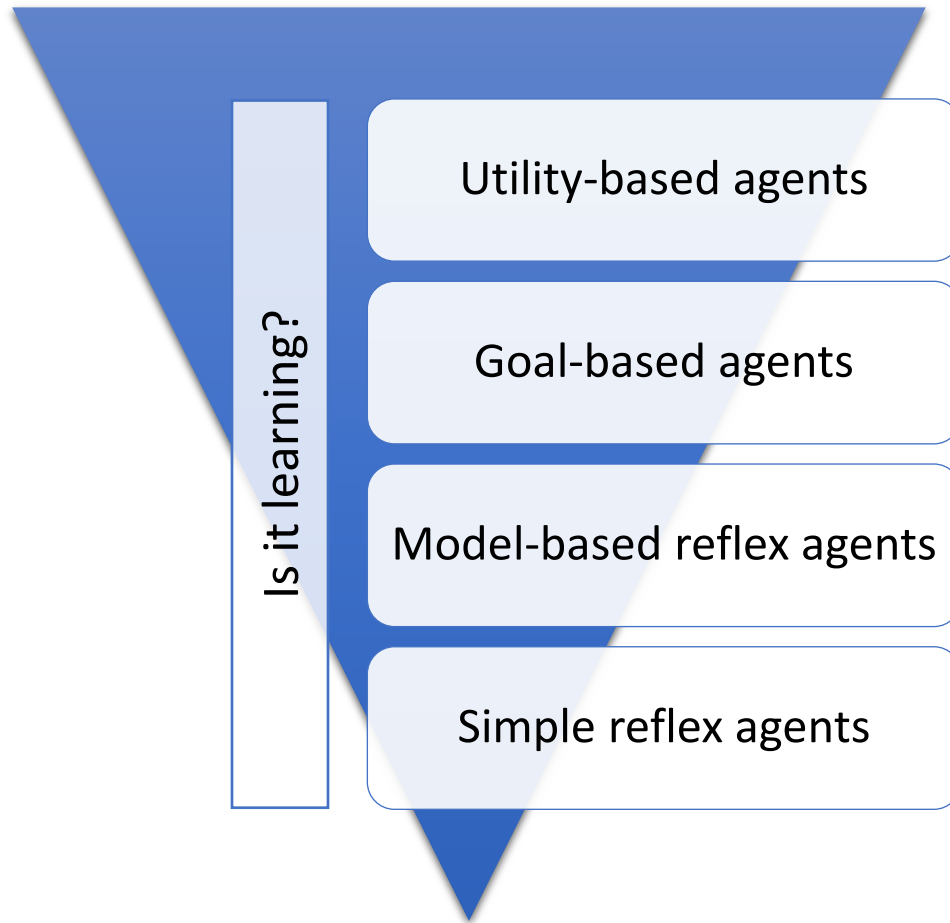 Utility-based agents
Goal-based agents
Is it learning?
Model-based reflex agents
Simple reflex agents